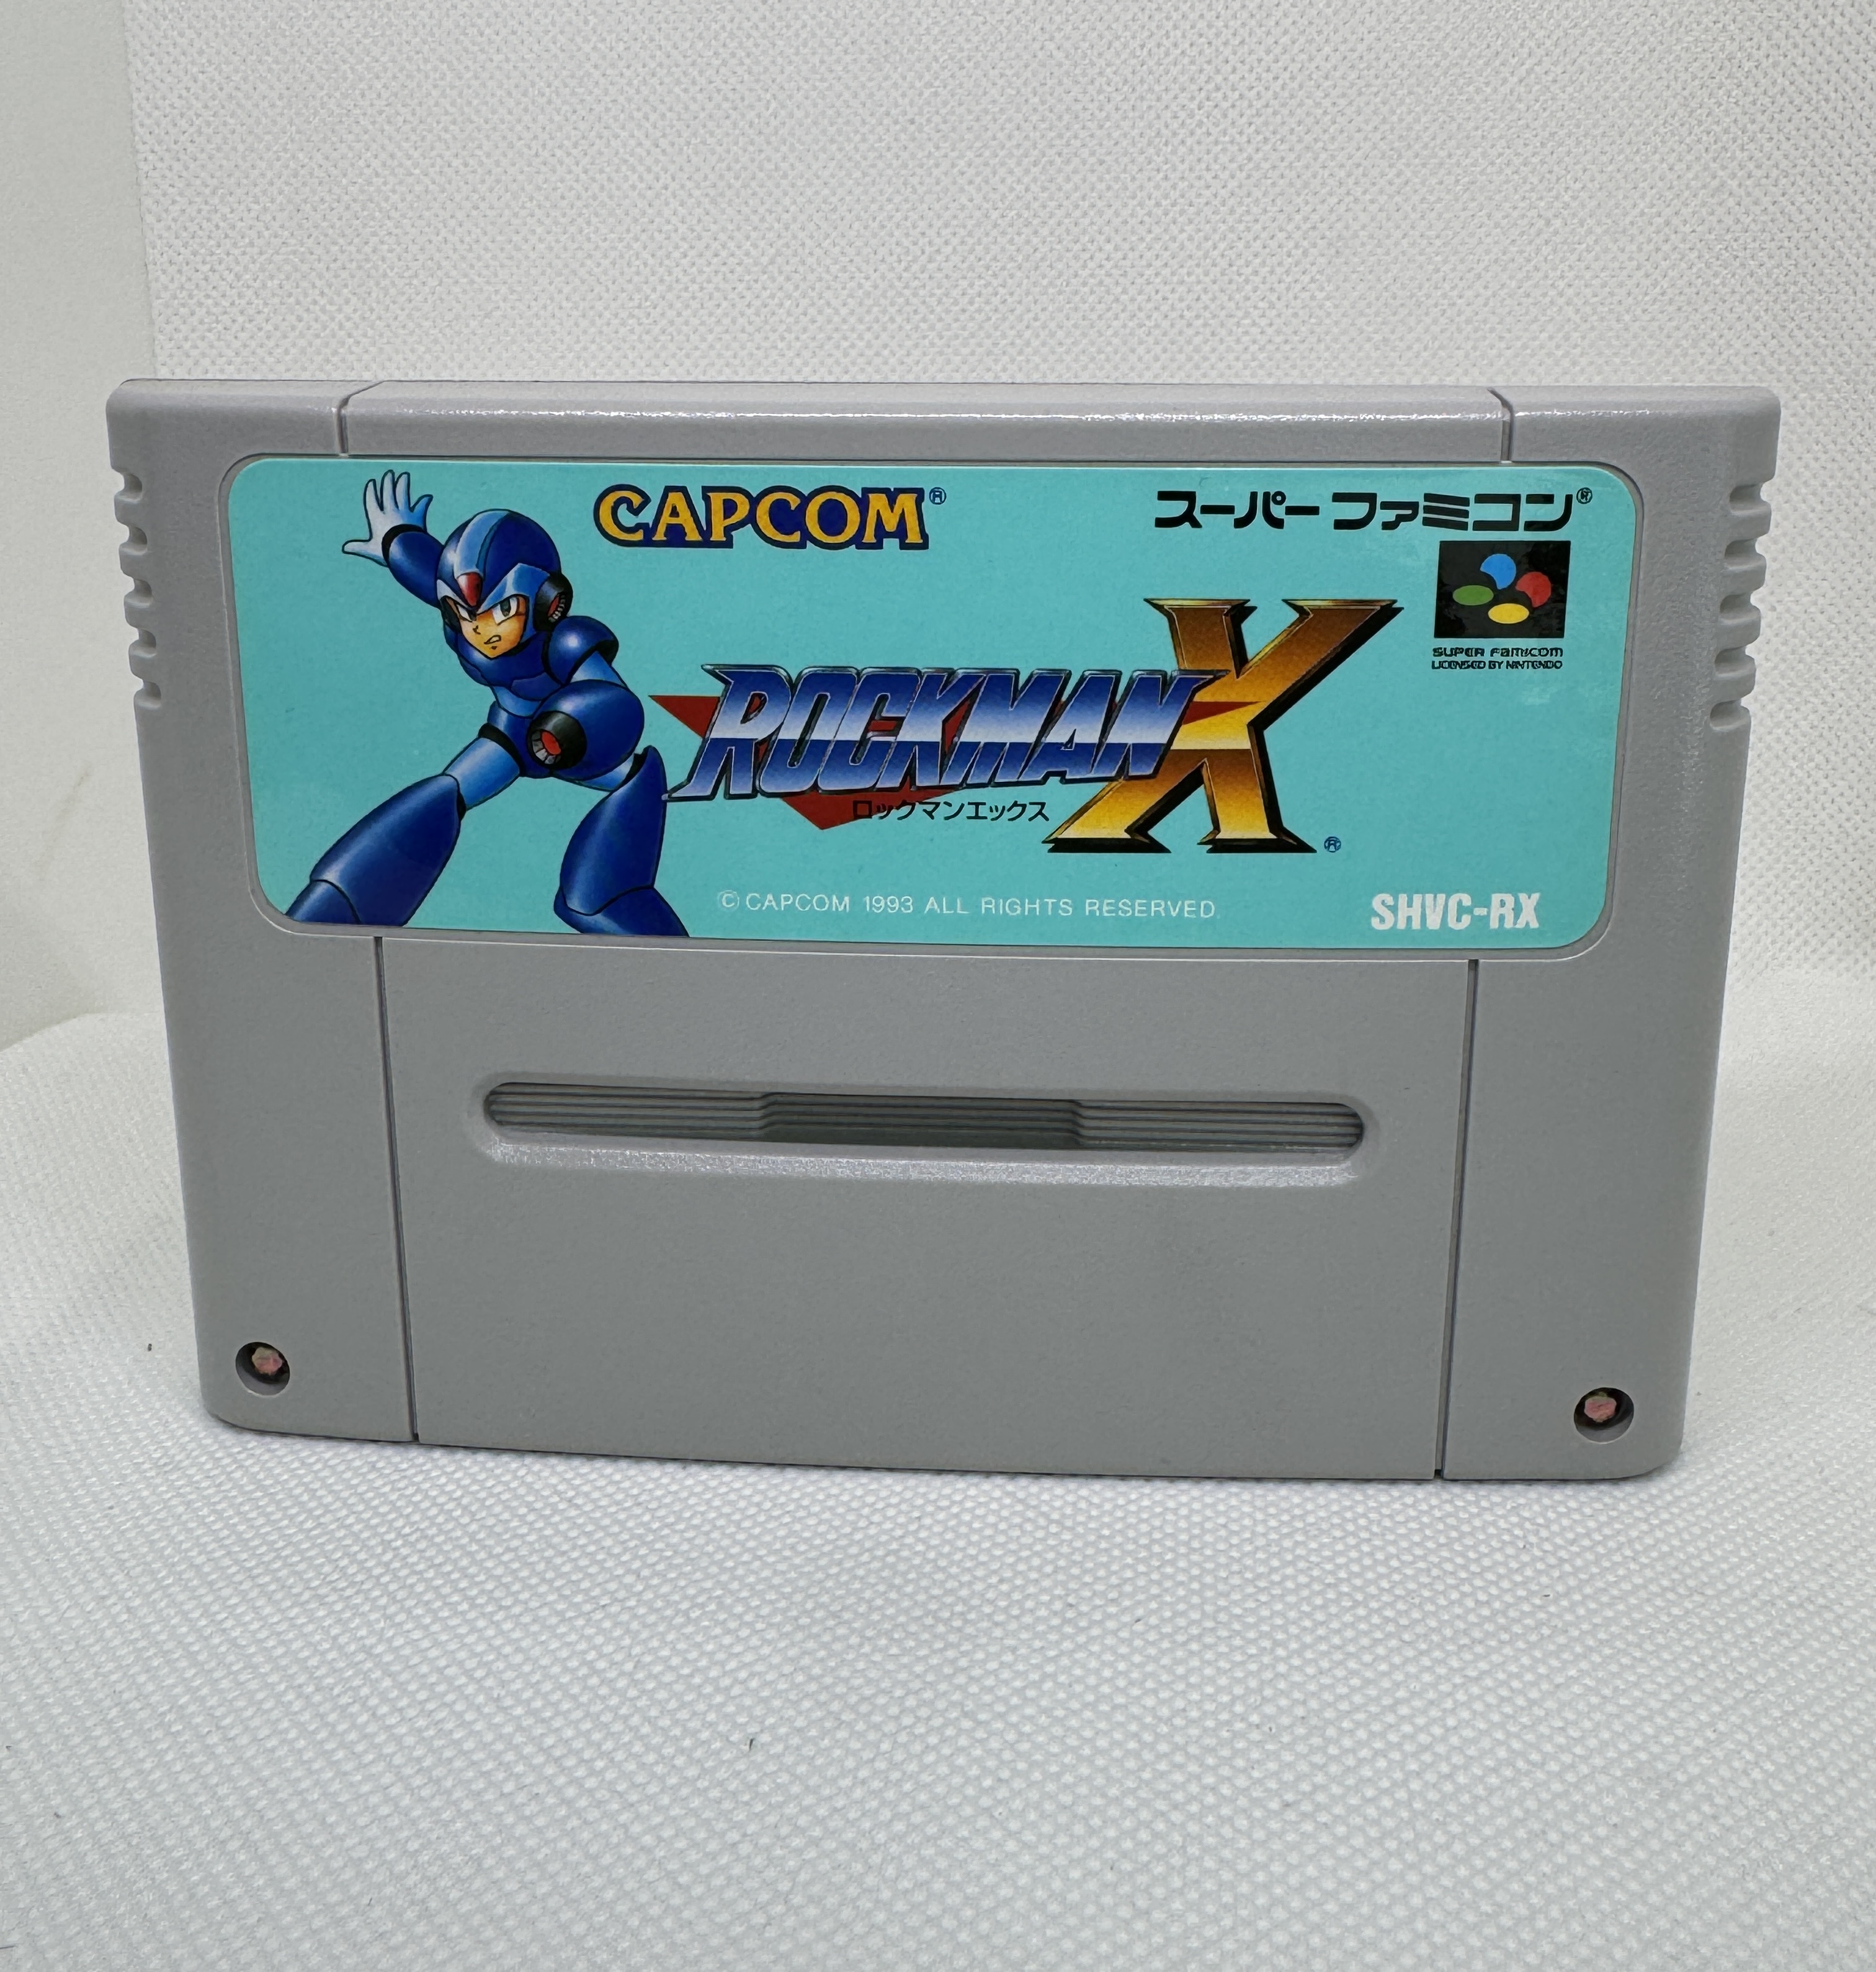 CAPCOM®
スーパーファミコン®
SUPER FAMICOM
LICENSED BY NINTENDO
ROCKMAN X®
ロックマンエックス
©CAPCOM 1993 ALL RIGHTS RESERVED.
SHVC-RX